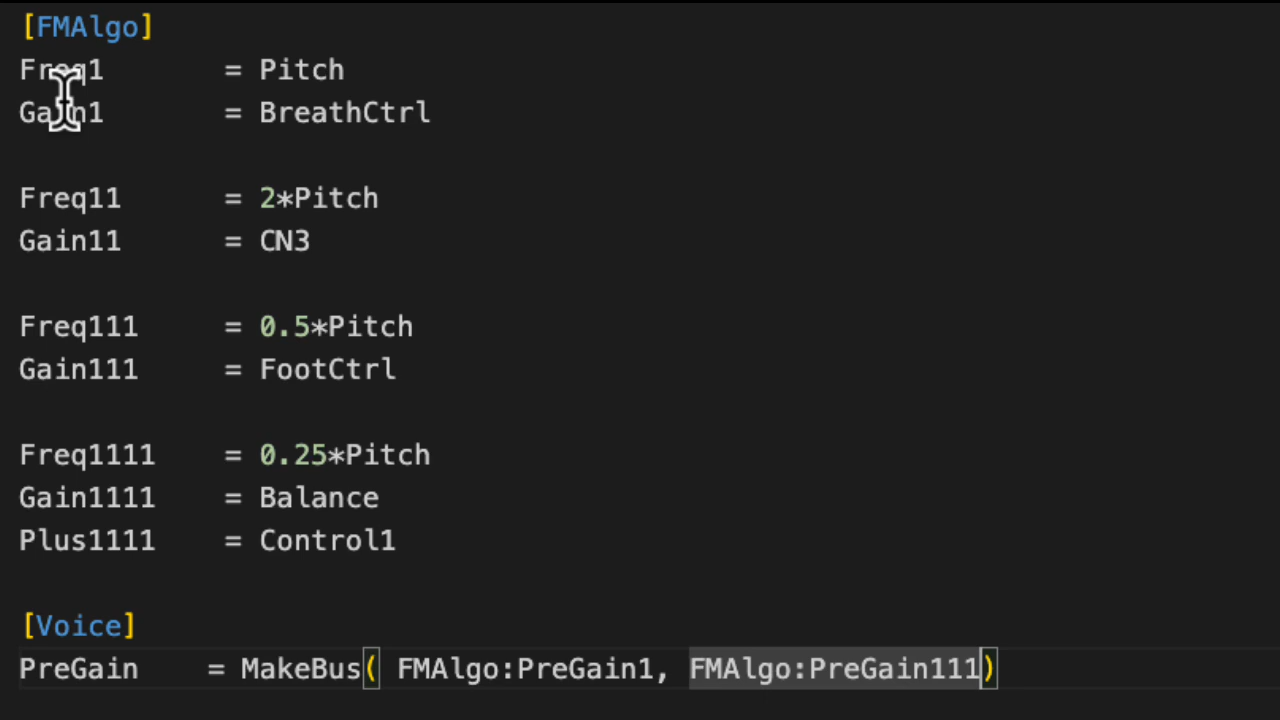 [FMAlgo]
Freq1 = Pitch
Gain1 = BreathCtrl
Freq11 = 2*Pitch
Gain11 = CN3
Freq111 = 0.5*Pitch
Gain111 = FootCtrl
Freq1111 = 0.25*Pitch
Gain1111 = Balance
Plus1111 = Control1
[Voice]
PreGain = MakeBus( FMAlgo:PreGain1, FMAlgo:PreGain111)